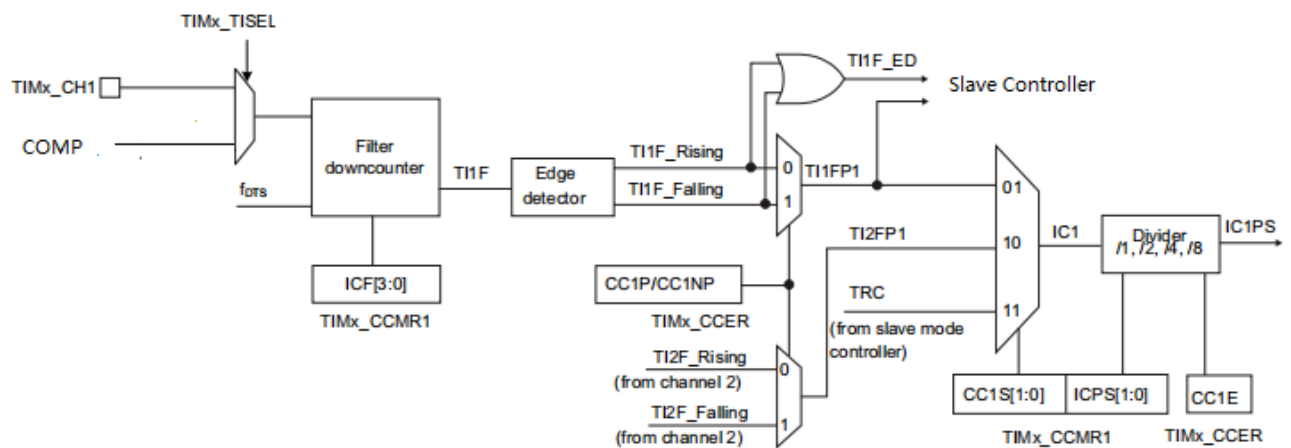 TIMx_TISEL
TIMx_CH1
COMP
fDTS
Filter
downcounter
ICF[3:0]
TIMx_CCMR1
TI1F
Edge
detector
TI1F_Rising
TI1F_Falling
TI1F_ED
Slave Controller
0
1
TI1FP1
CC1P/CC1NP
TIMx_CCER
TI2F_Rising
(from channel 2)
TI2F_Falling
(from channel 2)
0
1
TI2FP1
TRC
(from slave mode
controller)
01
10
11
IC1
Divider
/1, /2, /4, /8
IC1PS
CC1S[1:0]
ICPS[1:0]
CC1E
TIMx_CCMR1
TIMx_CCER